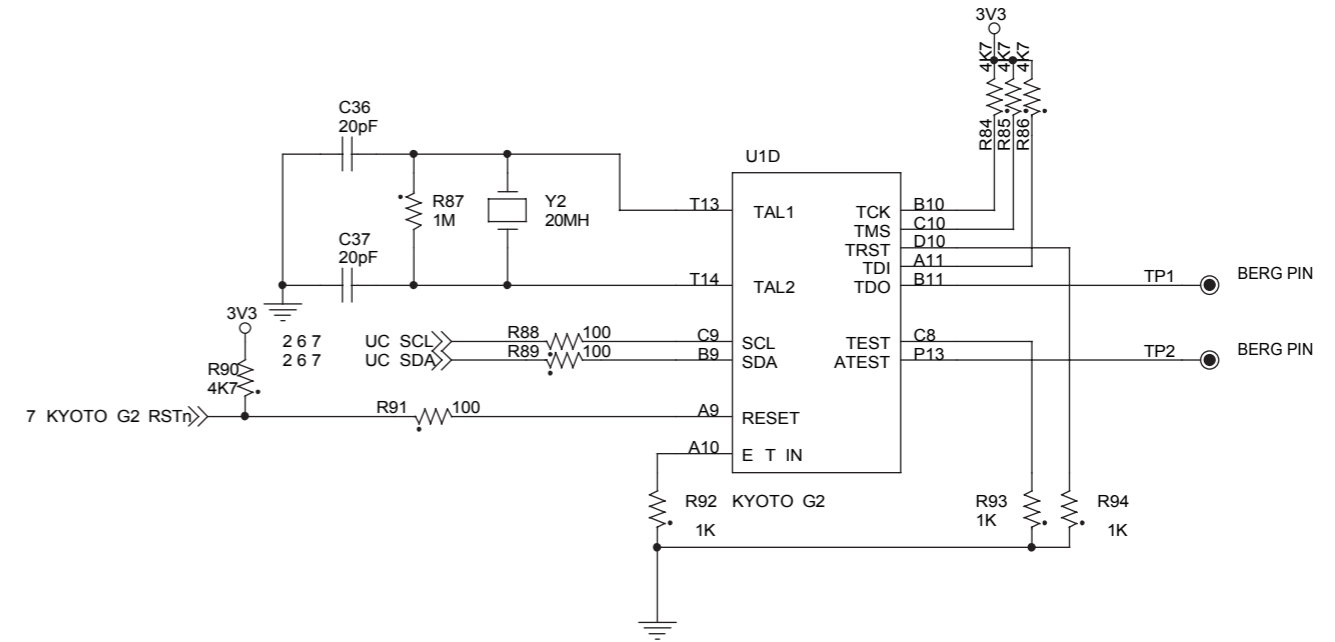 3V3
4K7 4K7 4K7
R84 R85 R86
C36
20pF
U1D
R87
1M
Y2
20MH
T13
TAL1
TCK
B10
TMS
C10
TRST
D10
TDI
A11
C37
20pF
T14
TAL2
TDO
B11
TP1
BERG PIN
3V3
2 6 7 UC SCL
R88
100
C9
SCL
TEST
C8
2 6 7 UC SDA
R89
100
B9
SDA
ATEST
P13
TP2
BERG PIN
R90
4K7
7 KYOTO G2 RSTn
R91
100
A9
RESET
A10
E T IN
R92
1K
KYOTO G2
R93
1K
R94
1K